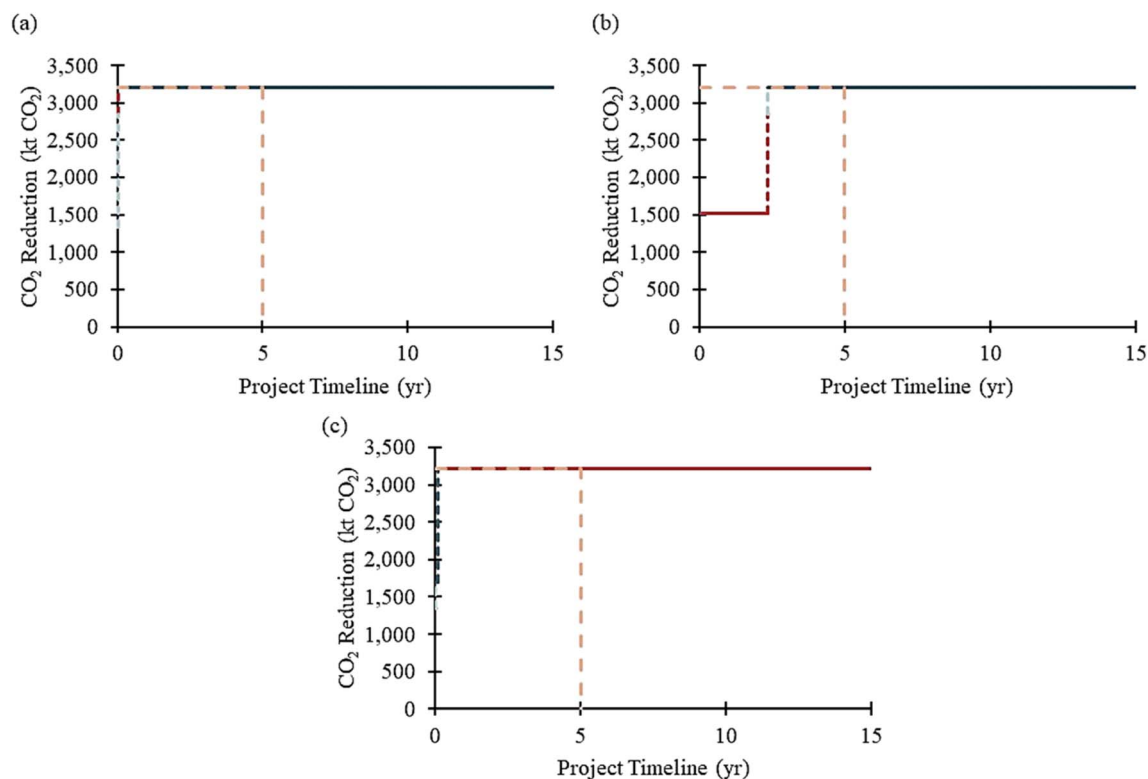 (a)
3,500
3,000
2,500
2,000
1,500
1,000
500
0
CO₂ Reduction (kt CO₂)
0 5 10 15
Project Timeline (yr)
(b)
3,500
3,000
2,500
2,000
1,500
1,000
500
0
CO₂ Reduction (kt CO₂)
0 5 10 15
Project Timeline (yr)
(c)
3,500
3,000
2,500
2,000
1,500
1,000
500
0
CO₂ Reduction (kt CO₂)
0 5 10 15
Project Timeline (yr)